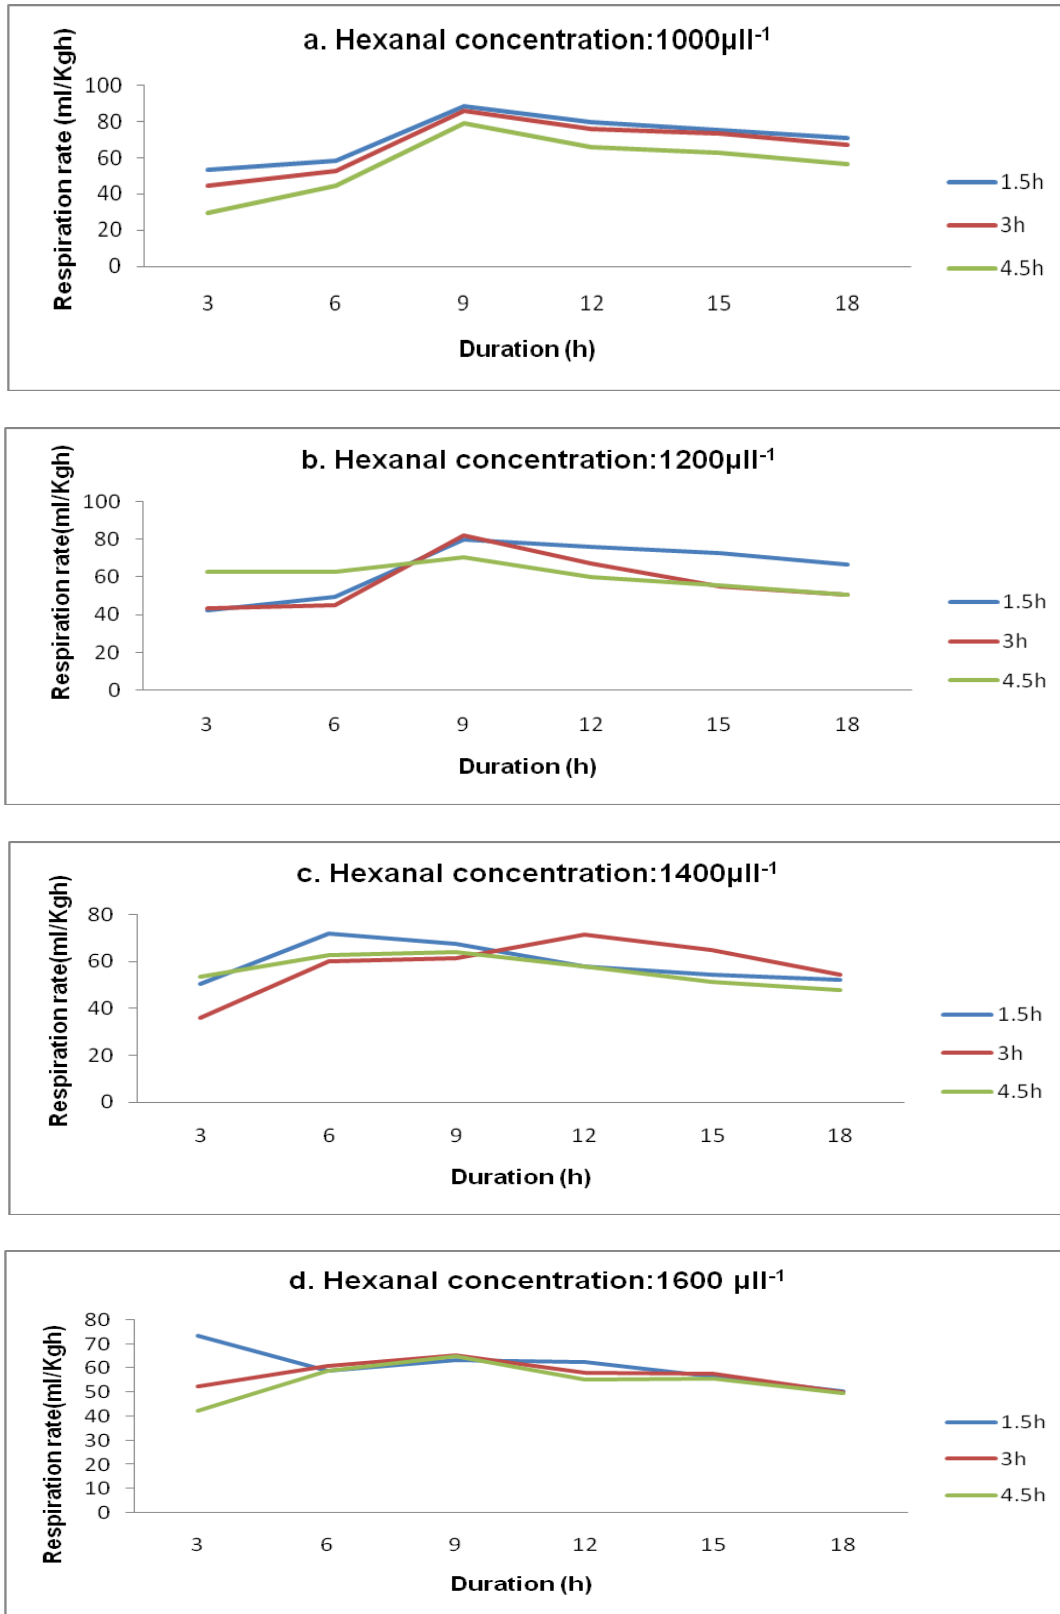 a. Hexanal concentration:1000µll⁻¹
Respiration rate (ml/Kgh)
100
80
60
40
20
0
3 6 9 12 15 18
Duration (h)
1.5h
3h
4.5h
b. Hexanal concentration:1200µll⁻¹
Respiration rate(ml/Kgh)
100
80
60
40
20
0
3 6 9 12 15 18
Duration (h)
1.5h
3h
4.5h
c. Hexanal concentration:1400µll⁻¹
Respiration rate(ml/Kgh)
80
60
40
20
0
3 6 9 12 15 18
Duration (h)
1.5h
3h
4.5h
d. Hexanal concentration:1600 µll⁻¹
Respiration rate(ml/Kgh)
80
70
60
50
40
30
20
10
0
3 6 9 12 15 18
Duration (h)
1.5h
3h
4.5h